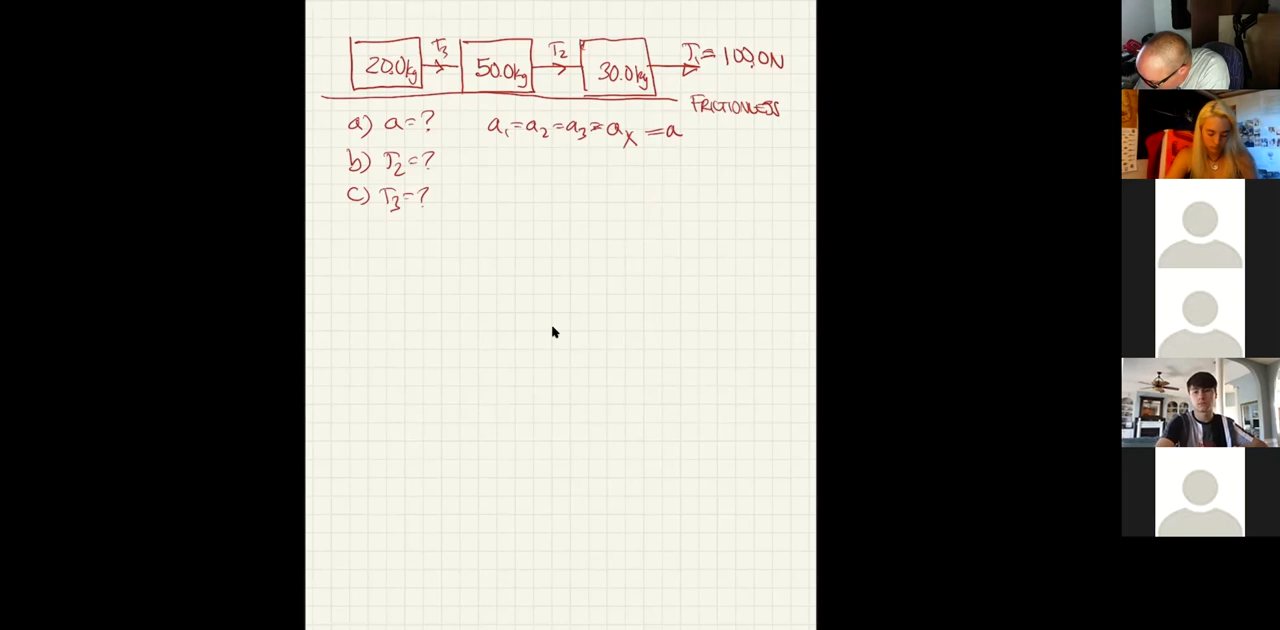 20.0kg T₃ 50.0kg T₂ 30.0kg T₁ = 100.0N
FRICTIONLESS
a) a = ? a₁ = a₂ = a₃ = aₓ = a
b) T₂ = ?
c) T₃ = ?